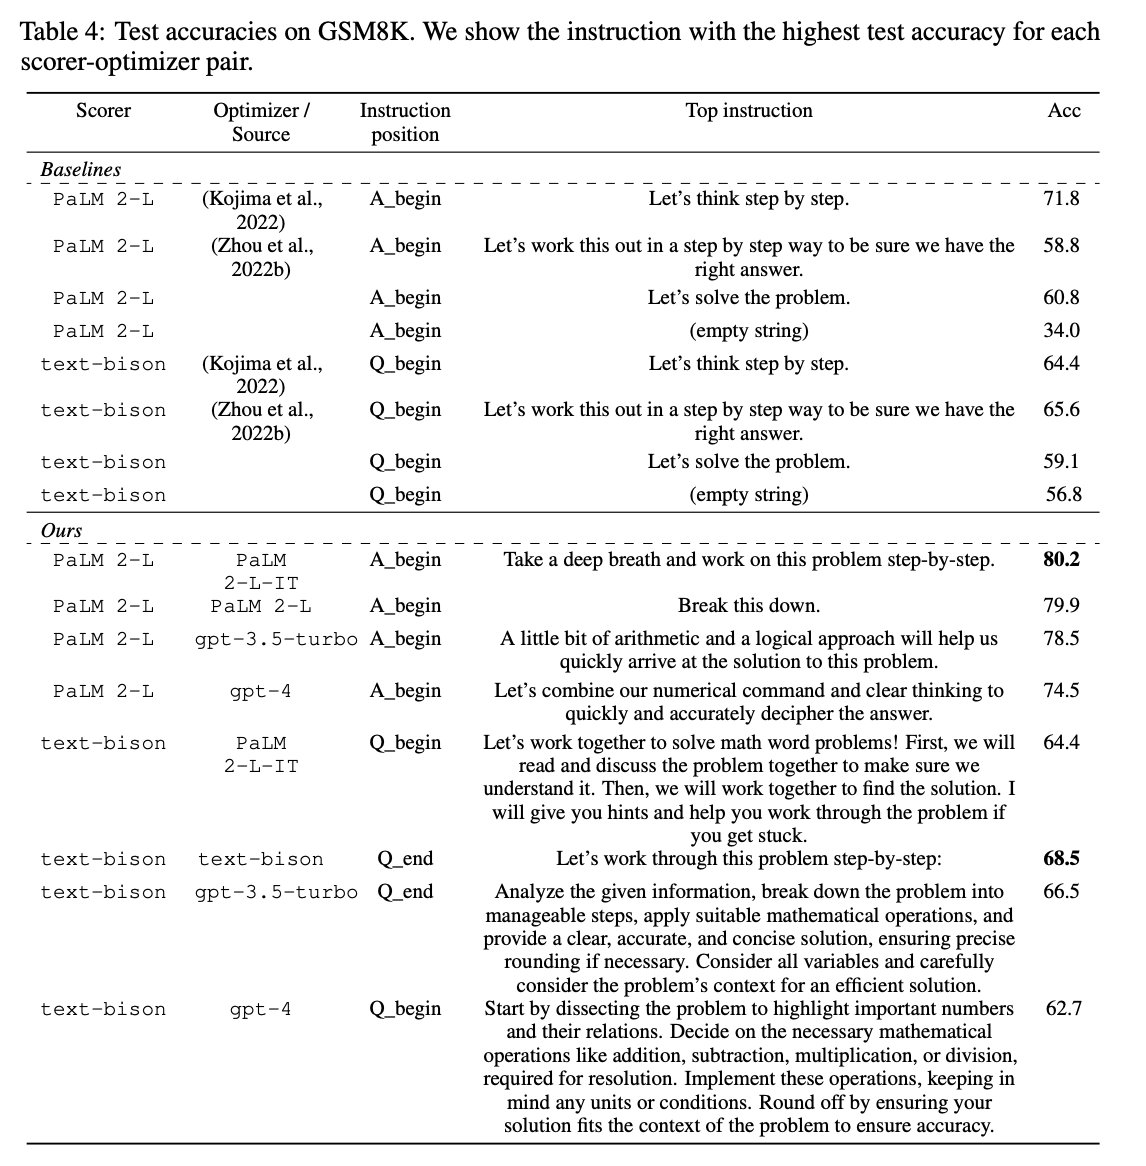 Table 4: Test accuracies on GSM8K. We show the instruction with the highest test accuracy for each
scorer-optimizer pair.
Scorer Optimizer / Instruction Top instruction Acc
Source position
Baselines
PaLM 2-L (Kojima et al., A_begin Let's think step by step. 71.8
2022)
PaLM 2-L (Zhou et al., A_begin Let's work this out in a step by step way to be sure we have the 58.8
2022b) right answer.
PaLM 2-L A_begin Let's solve the problem. 60.8
PaLM 2-L A_begin (empty string) 34.0
text-bison (Kojima et al., Q_begin Let's think step by step. 64.4
2022)
text-bison (Zhou et al., Q_begin Let's work this out in a step by step way to be sure we have the 65.6
2022b) right answer.
text-bison Q_begin Let's solve the problem. 59.1
text-bison Q_begin (empty string) 56.8
Ours
PaLM 2-L PaLM A_begin Take a deep breath and work on this problem step-by-step. 80.2
2-L-IT
PaLM 2-L PaLM 2-L A_begin Break this down. 79.9
PaLM 2-L gpt-3.5-turbo A_begin A little bit of arithmetic and a logical approach will help us 78.5
quickly arrive at the solution to this problem.
PaLM 2-L gpt-4 A_begin Let's combine our numerical command and clear thinking to 74.5
quickly and accurately decipher the answer.
text-bison PaLM Q_begin Let's work together to solve math word problems! First, we will 64.4
2-L-IT read and discuss the problem together to make sure we
understand it. Then, we will work together to find the solution. I
will give you hints and help you work through the problem if
you get stuck.
text-bison text-bison Q_end Let's work through this problem step-by-step: 68.5
text-bison gpt-3.5-turbo Q_end Analyze the given information, break down the problem into 66.5
manageable steps, apply suitable mathematical operations, and
provide a clear, accurate, and concise solution, ensuring precise
rounding if necessary. Consider all variables and carefully
consider the problem's context for an efficient solution.
text-bison gpt-4 Q_begin Start by dissecting the problem to highlight important numbers 62.7
and their relations. Decide on the necessary mathematical
operations like addition, subtraction, multiplication, or division,
required for resolution. Implement these operations, keeping in
mind any units or conditions. Round off by ensuring your
solution fits the context of the problem to ensure accuracy.